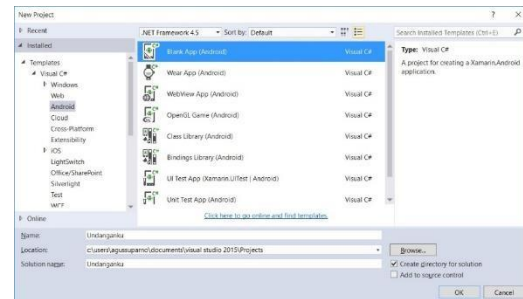 New Project
Recent
.NET Framework 4.5
Sort by: Default
Search Installed Templates (Ctrl+E)
Installed
Templates
Visual C#
Windows
Web
Android
Cloud
Cross-Platform
Extensibility
iOS
LightSwitch
Office/SharePoint
Silverlight
Test
WCF
Online
Blank App (Android) Visual C#
Wear App (Android) Visual C#
WebView App (Android) Visual C#
OpenGL Game (Android) Visual C#
Class Library (Android) Visual C#
Bindings Library (Android) Visual C#
UI Test App (Xamarin.UITest | Android) Visual C#
Unit Test App (Android) Visual C#
Click here to go online and find templates.
Type: Visual C#
A project for creating a Xamarin.Android
application.
Name: Undanganku
Location: c:\users\agussuparno\documents\visual studio 2015\Projects
Browse...
Solution name: Undanganku
Create directory for solution
Add to source control
OK Cancel